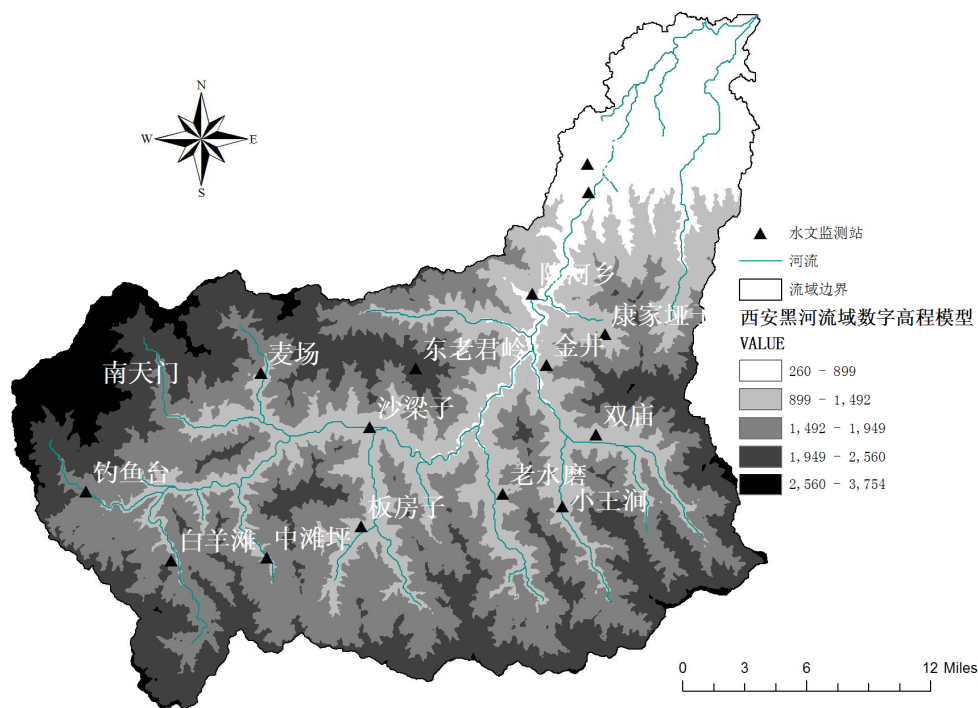 N
W
E
S
水文监测站
河流
流域边界
西安黑河流域数字高程模型
VALUE
260 - 899
899 - 1,492
1,492 - 1,949
1,949 - 2,560
2,560 - 3,754
陈河乡
康家垭
东老君岭
金井
麦场
南天门
沙梁子
双庙
钓鱼台
老水磨
小王涧
板房子
白羊滩
中滩坪
0 3 6 12 Miles